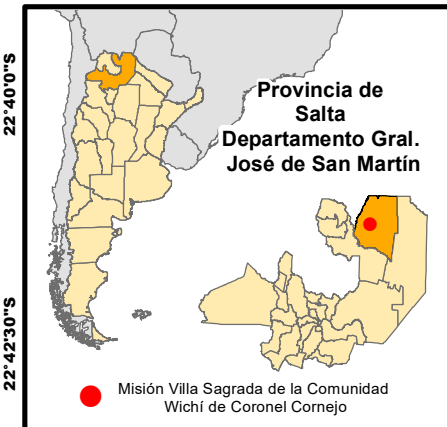 22°40'0"S
Provincia de
Salta
Departamento Gral.
José de San Martín
22°42'30"S
Misión Villa Sagrada de la Comunidad
Wichí de Coronel Cornejo